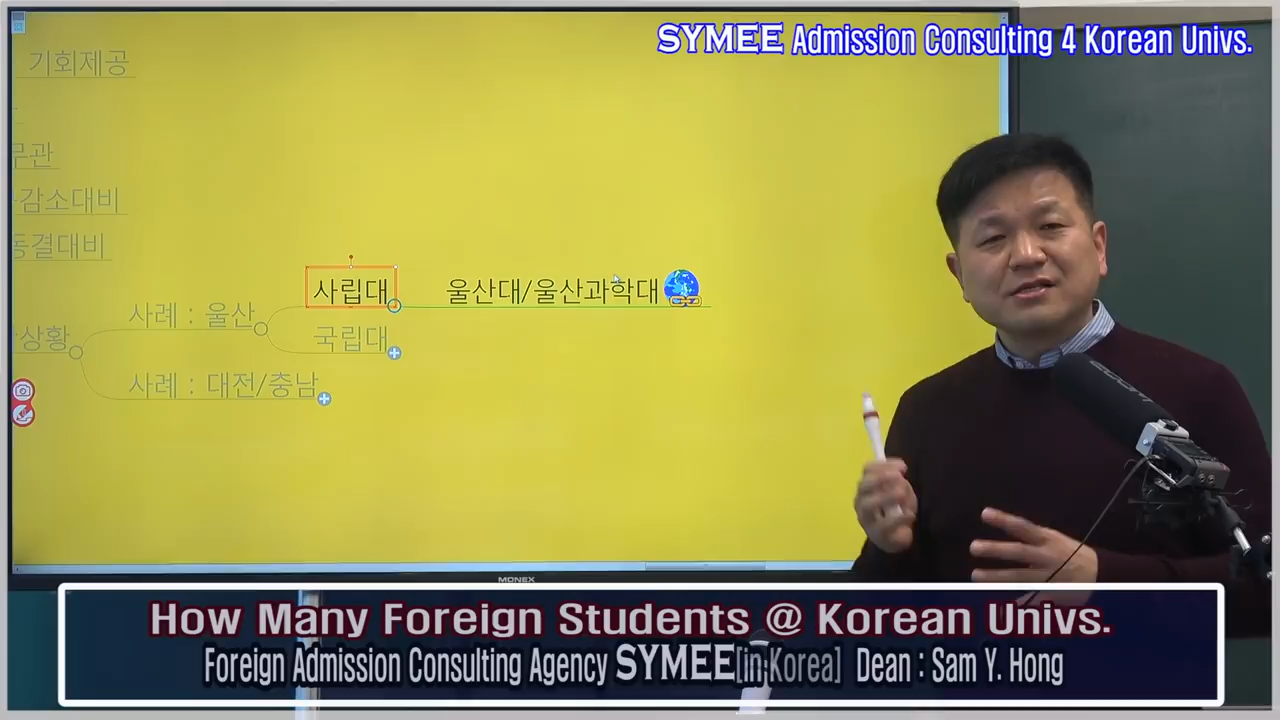 SYMEE Admission Consulting 4 Korean Univs.
기회제공
무관
감소대비
동결대비
사립대
울산대/울산과학대
사례 : 울산
상황
국립대
사례 : 대전/충남
MONEX
How Many Foreign Students @ Korean Univs.
Foreign Admission Consulting Agency SYMEE[in Korea] Dean : Sam Y. Hong